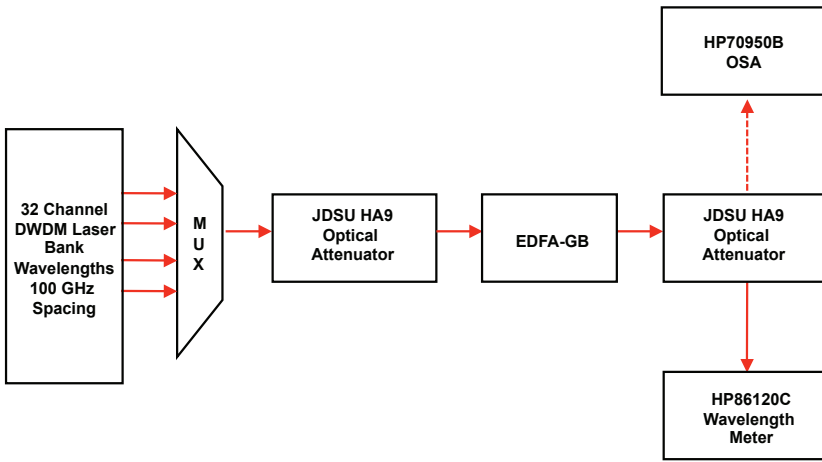 HP70950B
OSA
32 Channel
DWDM Laser
Bank
Wavelengths
100 GHz
Spacing
M
U
X
JDSU HA9
Optical
Attenuator
EDFA-GB
JDSU HA9
Optical
Attenuator
HP86120C
Wavelength
Meter